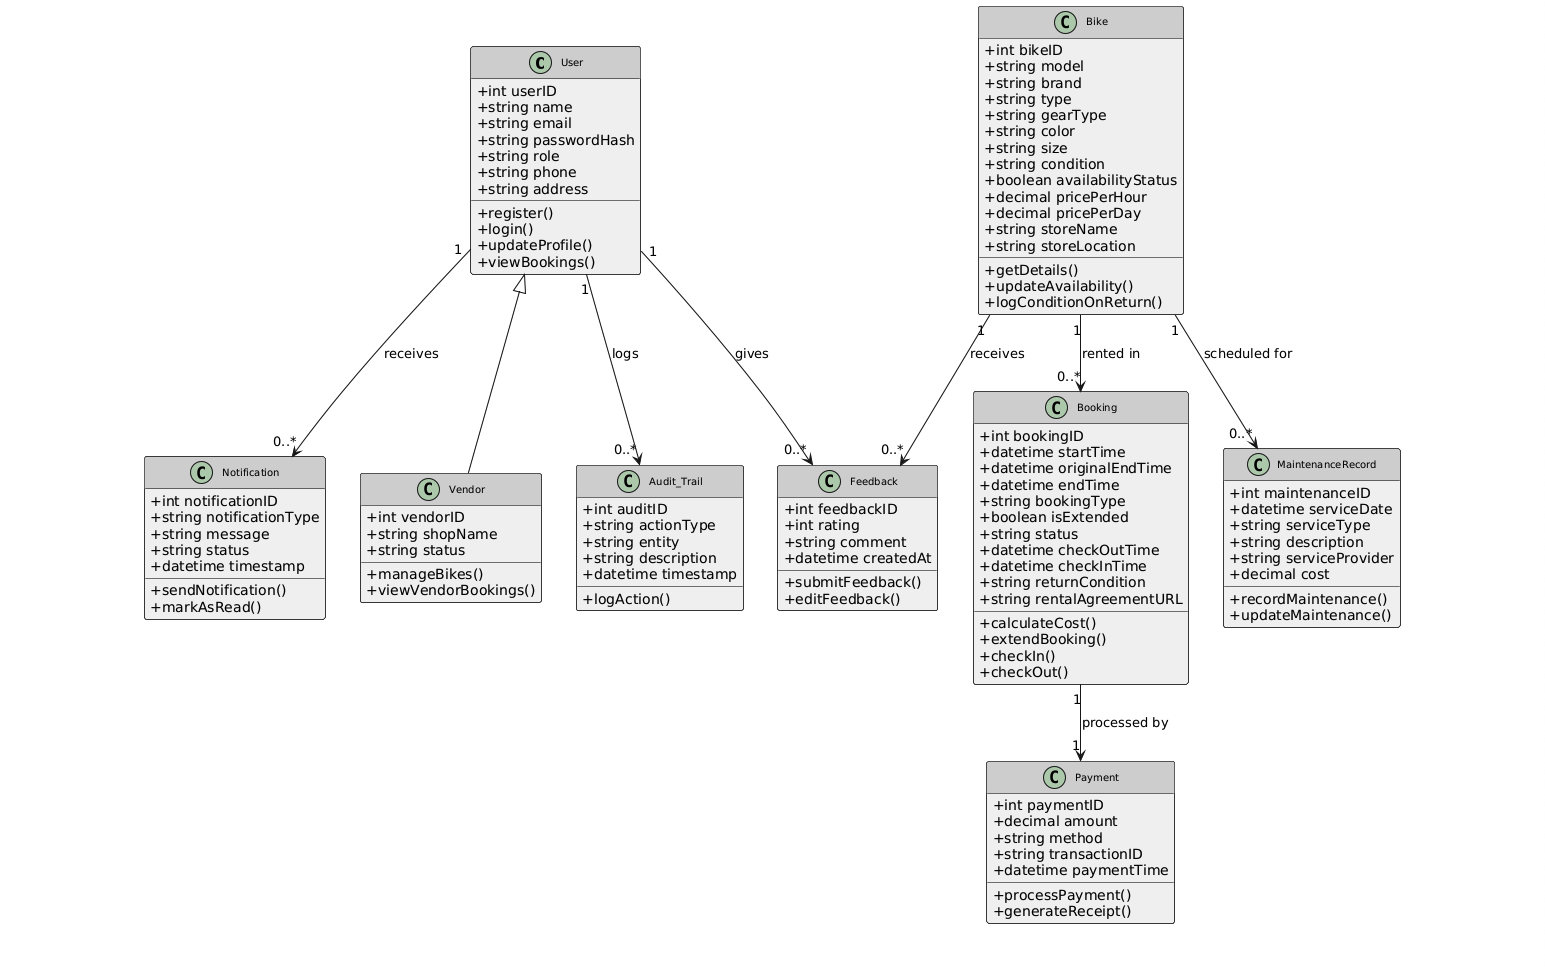 C User
+int userID
+string name
+string email
+string passwordHash
+string role
+string phone
+string address
+register()
+login()
+updateProfile()
+viewBookings()
C Bike
+int bikeID
+string model
+string brand
+string type
+string gearType
+string color
+string size
+string condition
+boolean availabilityStatus
+decimal pricePerHour
+decimal pricePerDay
+string storeName
+string storeLocation
+getDetails()
+updateAvailability()
+logConditionOnReturn()
1
receives
0..*
1
logs
0..*
1
gives
0..*
1
receives
0..*
1
rented in
0..*
1
scheduled for
0..*
C Notification
+int notificationID
+string notificationType
+string message
+string status
+datetime timestamp
+sendNotification()
+markAsRead()
C Vendor
+int vendorID
+string shopName
+string status
+manageBikes()
+viewVendorBookings()
C Audit_Trail
+int auditID
+string actionType
+string entity
+string description
+datetime timestamp
+logAction()
C Feedback
+int feedbackID
+int rating
+string comment
+datetime createdAt
+submitFeedback()
+editFeedback()
C Booking
+int bookingID
+datetime startTime
+datetime originalEndTime
+datetime endTime
+string bookingType
+boolean isExtended
+string status
+datetime checkOutTime
+datetime checkInTime
+string returnCondition
+string rentalAgreementURL
+calculateCost()
+extendBooking()
+checkIn()
+checkOut()
C MaintenanceRecord
+int maintenanceID
+datetime serviceDate
+string serviceType
+string description
+string serviceProvider
+decimal cost
+recordMaintenance()
+updateMaintenance()
1
processed by
1
C Payment
+int paymentID
+decimal amount
+string method
+string transactionID
+datetime paymentTime
+processPayment()
+generateReceipt()